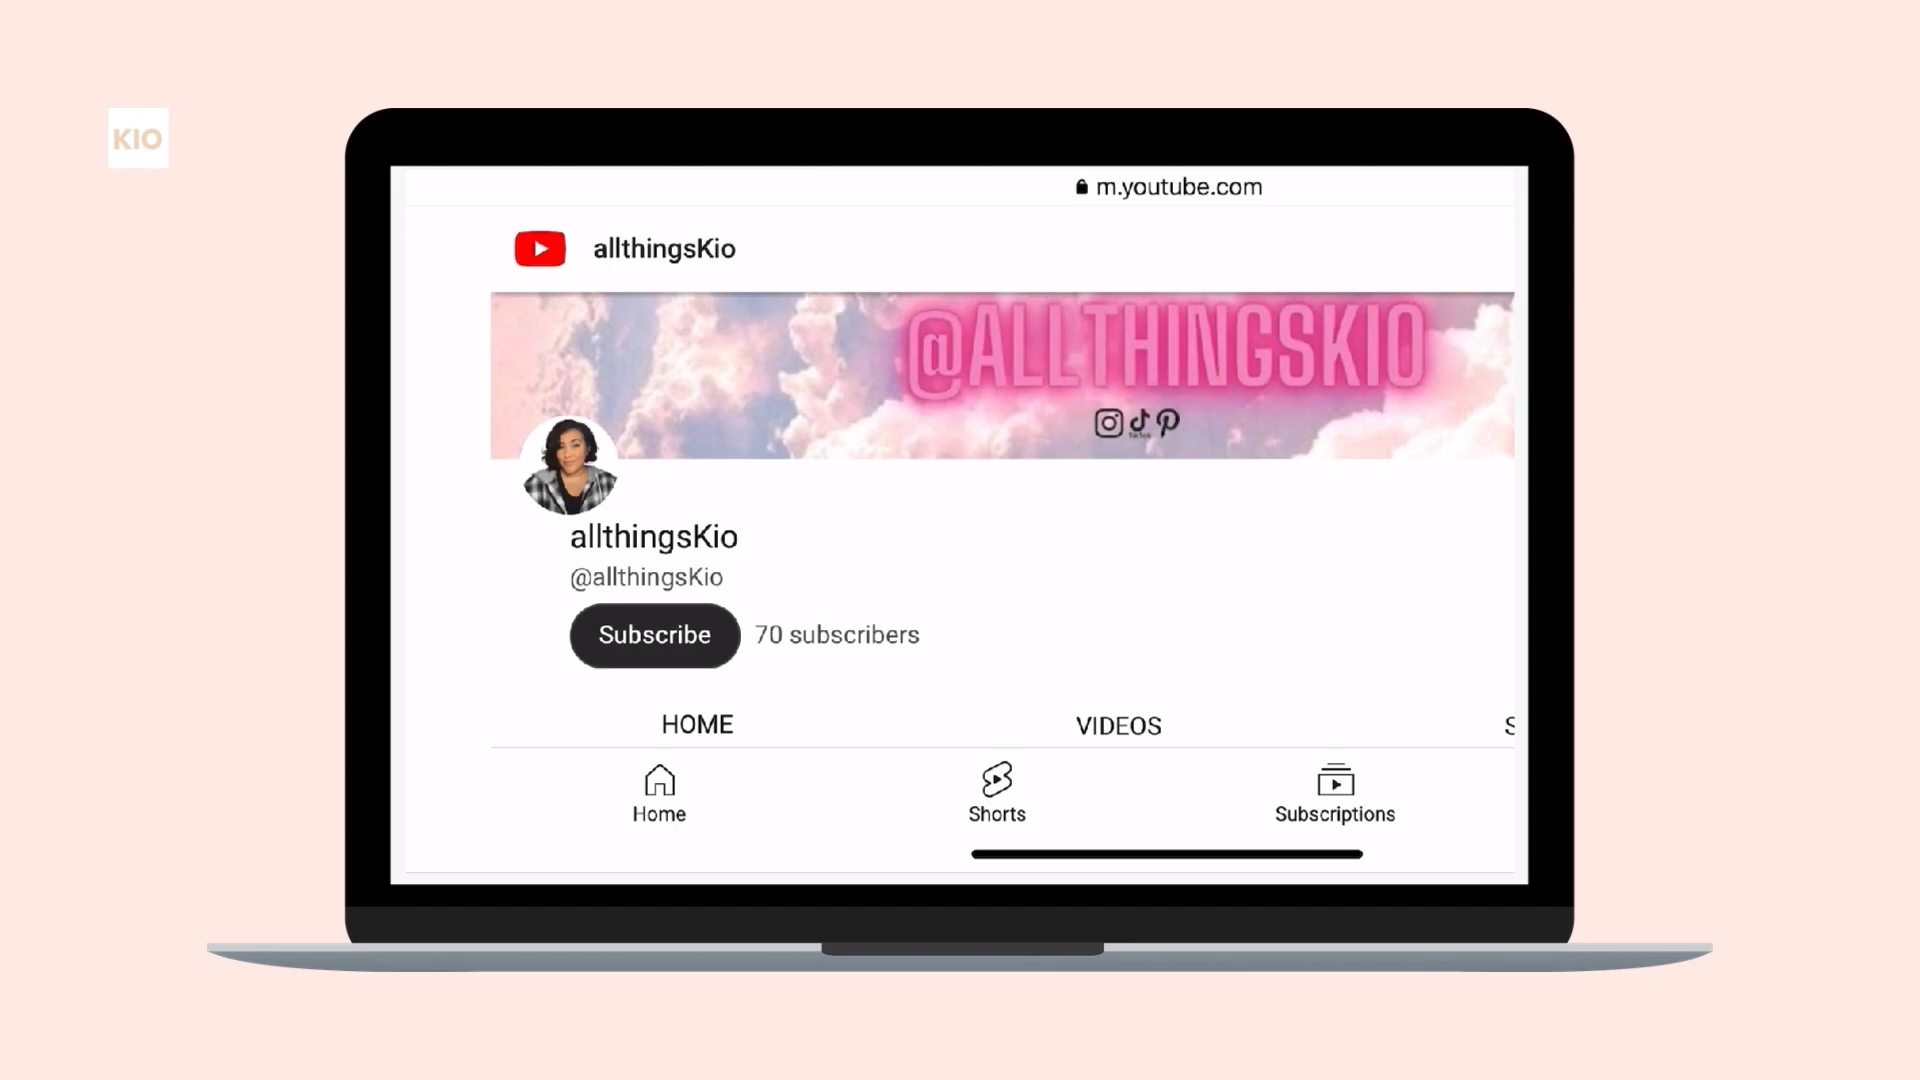 KIO
m.youtube.com
allthingsKio
@ALLTHINGSKIO
allthingsKio
@allthingsKio
Subscribe 70 subscribers
HOME VIDEOS S
Home Shorts Subscriptions